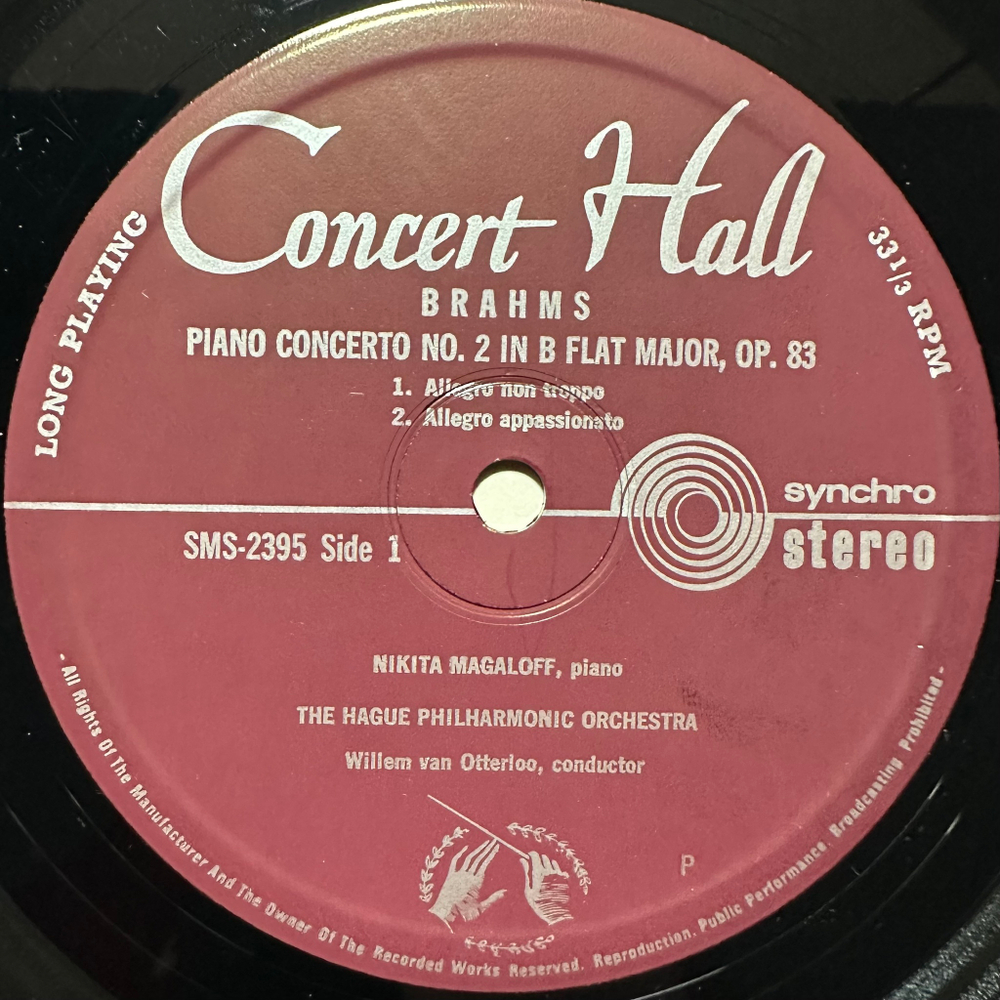 Concert Hall
LONG PLAYING
33 1/3 RPM
BRAHMS
PIANO CONCERTO NO. 2 IN B FLAT MAJOR, OP. 83
1. Allegro non troppo
2. Allegro appassionato
synchro
stereo
SMS-2395 Side 1
NIKITA MAGALOFF, piano
THE HAGUE PHILHARMONIC ORCHESTRA
Willem van Otterloo, conductor
P
- All Rights Of The Manufacturer And The Owner Of The Recorded Works Reserved. Reproduction. Public Performance. Broadcasting Prohibited -